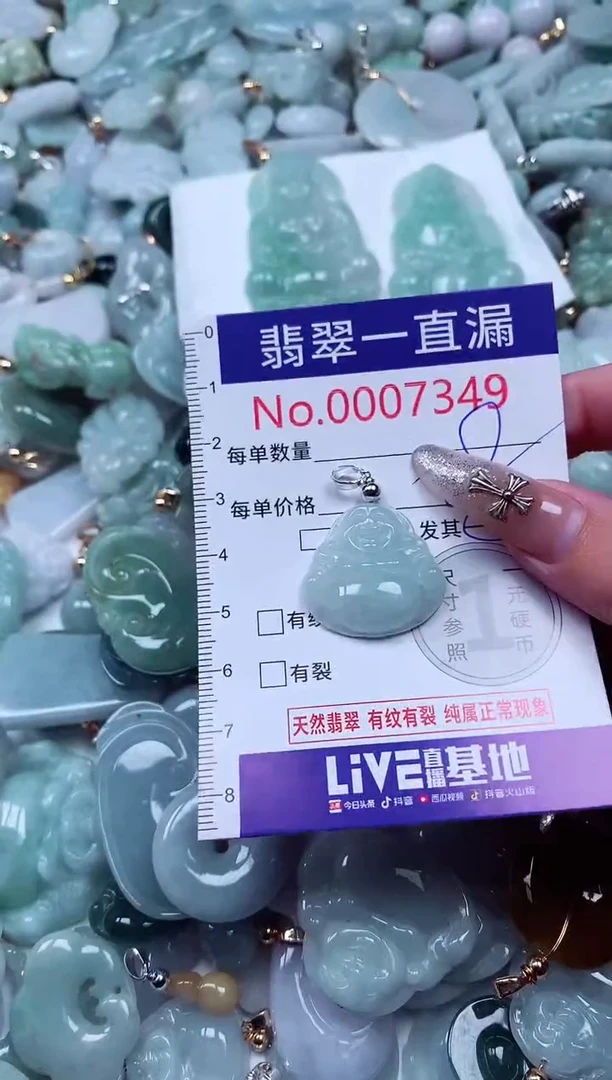 0
翡翠一直漏
1
No.0007349
2
每单数量
3
每单价格
发其
4
尺寸参照
1
一元硬币
5
有纹
6
有裂
7
天然翡翠 有纹有裂 纯属正常现象
LiVE直播基地
8
今日头条 抖音 西瓜视频 抖音火山版